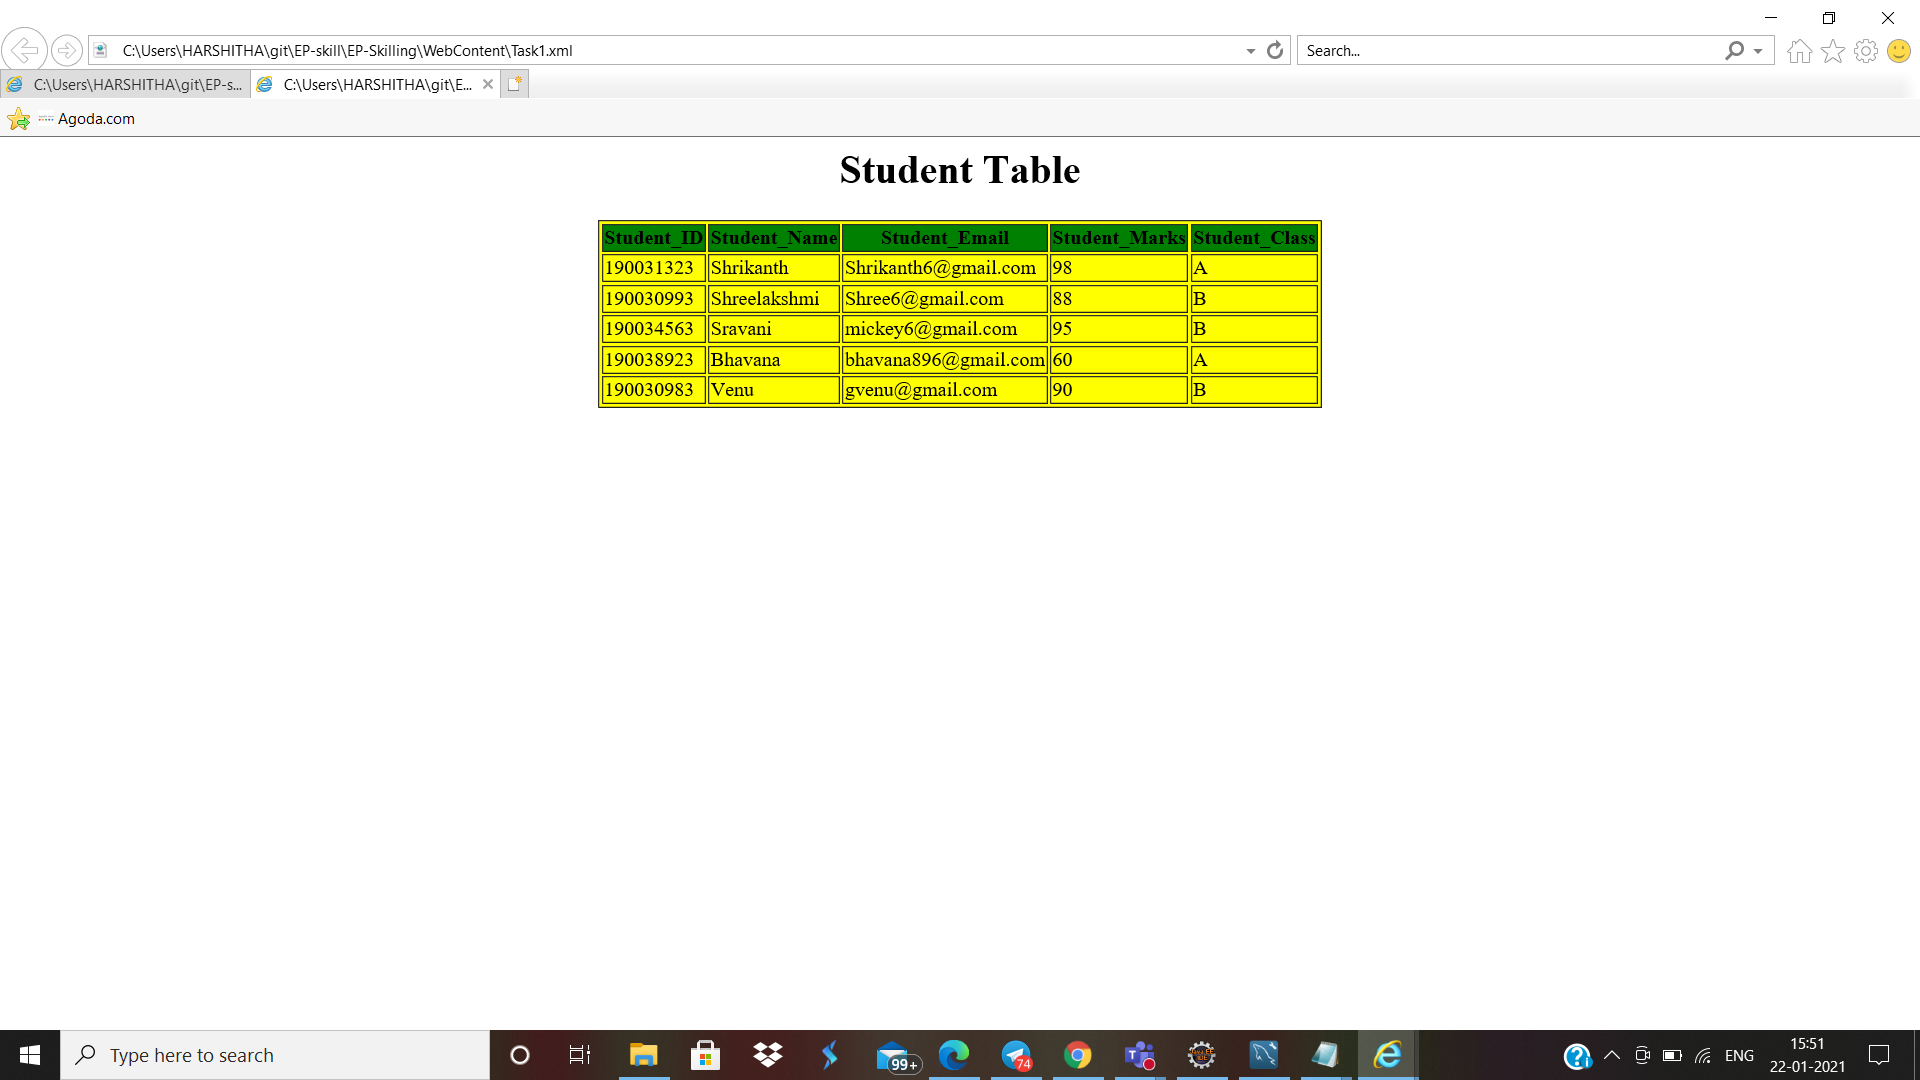 C:\Users\HARSHITHA\git\EP-skill\EP-Skilling\WebContent\Task1.xml
Search...
C:\Users\HARSHITHA\git\EP-s...
C:\Users\HARSHITHA\git\E...
Agoda.com
Student Table
Student_ID Student_Name Student_Email Student_Marks Student_Class
190031323 Shrikanth Shrikanth6@gmail.com 98 A
190030993 Shreelakshmi Shree6@gmail.com 88 B
190034563 Sravani mickey6@gmail.com 95 B
190038923 Bhavana bhavana896@gmail.com 60 A
190030983 Venu gvenu@gmail.com 90 B
Type here to search
99+
74
ENG
15:51
22-01-2021